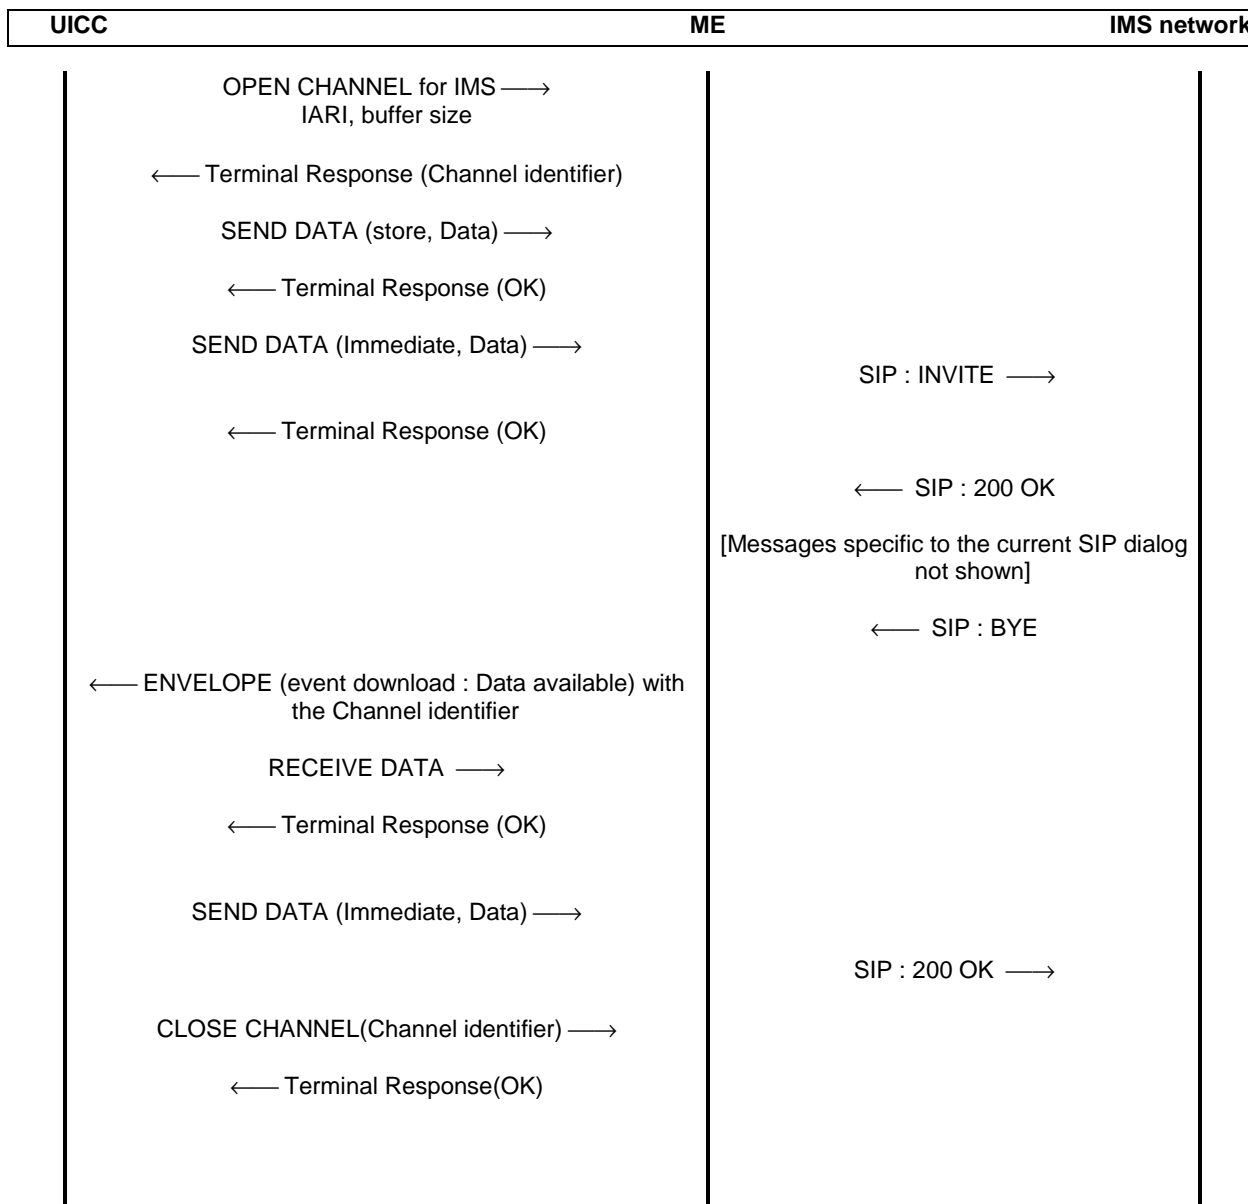 UICC ME IMS network
OPEN CHANNEL for IMS ⟶
IARI, buffer size
⟵ Terminal Response (Channel identifier)
SEND DATA (store, Data) ⟶
⟵ Terminal Response (OK)
SEND DATA (Immediate, Data) ⟶
SIP : INVITE ⟶
⟵ Terminal Response (OK)
⟵ SIP : 200 OK
[Messages specific to the current SIP dialog
not shown]
⟵ SIP : BYE
⟵ ENVELOPE (event download : Data available) with
the Channel identifier
RECEIVE DATA ⟶
⟵ Terminal Response (OK)
SEND DATA (Immediate, Data) ⟶
SIP : 200 OK ⟶
CLOSE CHANNEL(Channel identifier) ⟶
⟵ Terminal Response(OK)